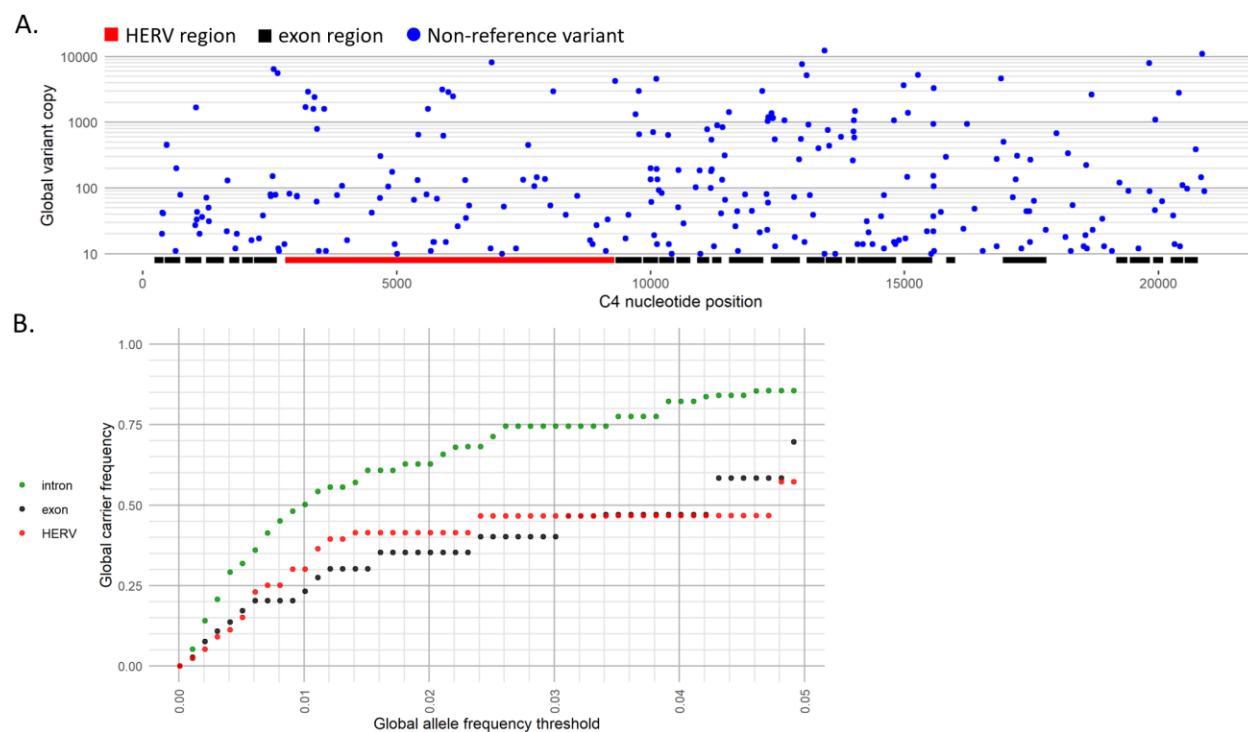 A.
HERV region exon region Non-reference variant
Global variant copy
10000
1000
100
10
0 5000 10000 15000 20000
C4 nucleotide position
B.
Global carrier frequency
1.00
0.75
0.50
0.25
0.00
intron
exon
HERV
0.00 0.01 0.02 0.03 0.04 0.05
Global allele frequency threshold